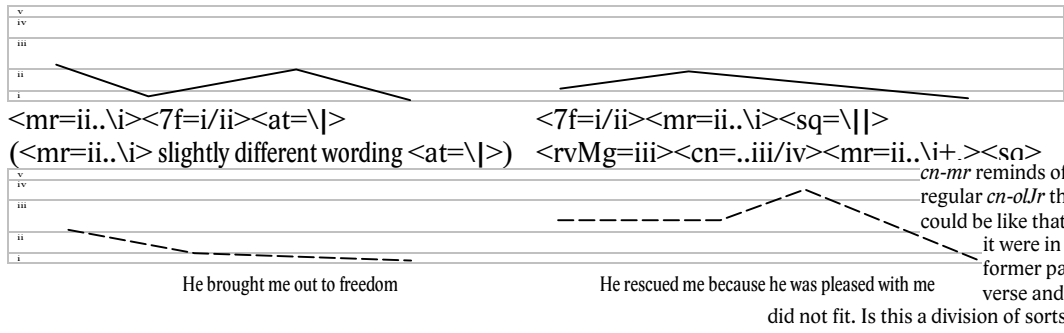 v
iv
iii
ii
i
<mr=ii..\i><7f=i/ii><at=\|> <7f=i/ii><mr=ii..\i><sq=\||>
(<mr=ii..\i> slightly different wording <at=\|>) <rvMg=iii><cn=..iii/iv><mr=ii..\i+.><sq>
v
iv
iii
ii
i
cn-mr reminds of
regular cn-olJr th
could be like that
it were in
former pa
verse and
He brought me out to freedom He rescued me because he was pleased with me
did not fit. Is this a division of sorts